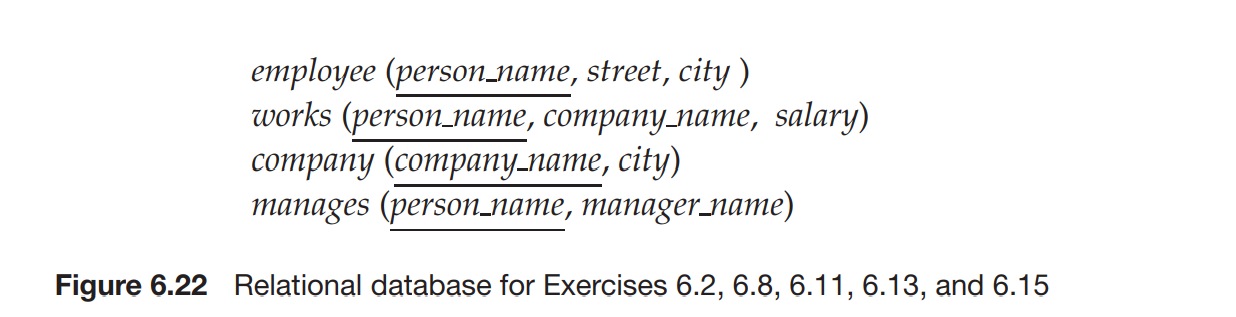 employee (person_name, street, city )
works (person_name, company_name, salary)
company (company_name, city)
manages (person_name, manager_name)
Figure 6.22 Relational database for Exercises 6.2, 6.8, 6.11, 6.13, and 6.15